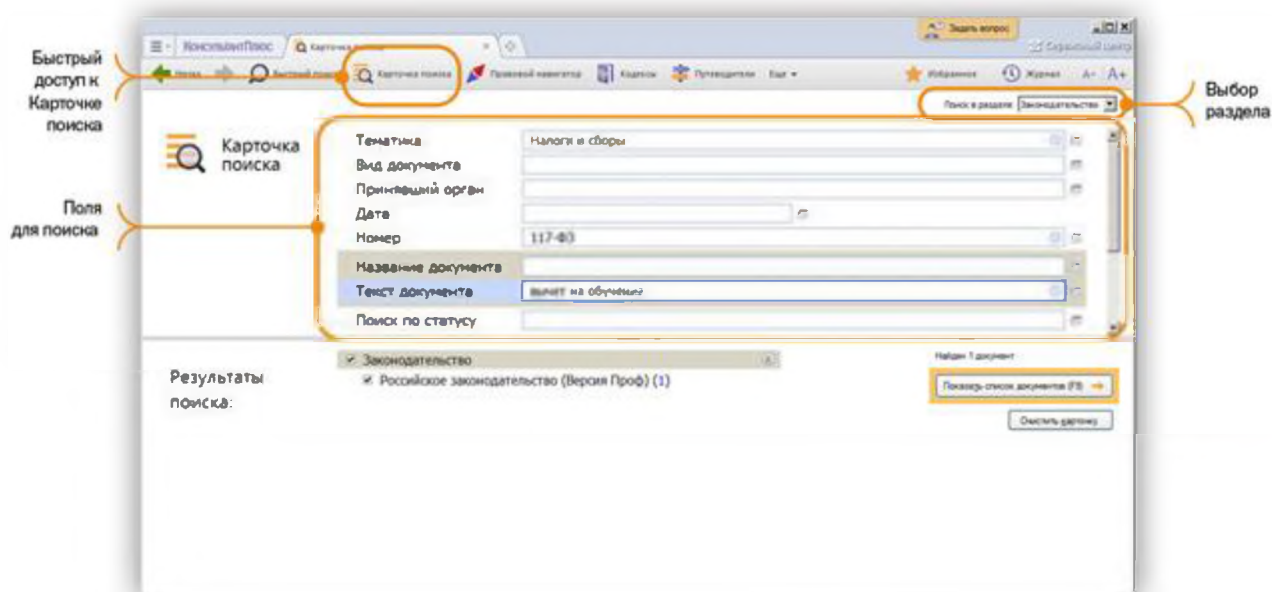 Быстрый
доступ к
Карточке
поиска
Поля
для поиска
Выбор
раздела
Задать вопрос
КонсультантПлюс
Карточка поиска
Сервисный центр
Назад
Быстрый поиск
Карточка поиска
Правовой навигатор
Кодексы
Путеводители
Еще
Избранное
Журнал
A-
A+
Поиск в разделе Законодательство
Карточка
поиска
Тематика
Налоги и сборы
Вид документа
Принявший орган
Дата
Номер
117-ФЗ
Название документа
Текст документа
вычет на обучение
Поиск по статусу
Результаты
поиска:
Законодательство
Российское законодательство (Версия Проф) (1)
Найден 1 документ
Показать список документов (F9)
Очистить карточку